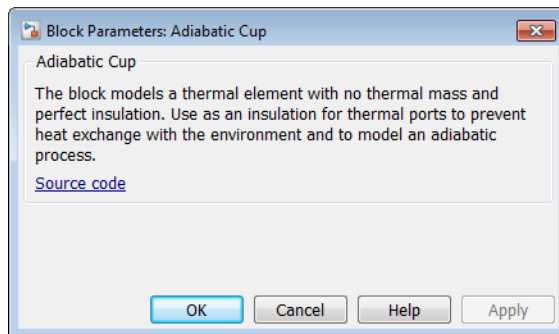 Block Parameters: Adiabatic Cup
Adiabatic Cup
The block models a thermal element with no thermal mass and
perfect insulation. Use as an insulation for thermal ports to prevent
heat exchange with the environment and to model an adiabatic
process.
Source code
OK Cancel Help Apply